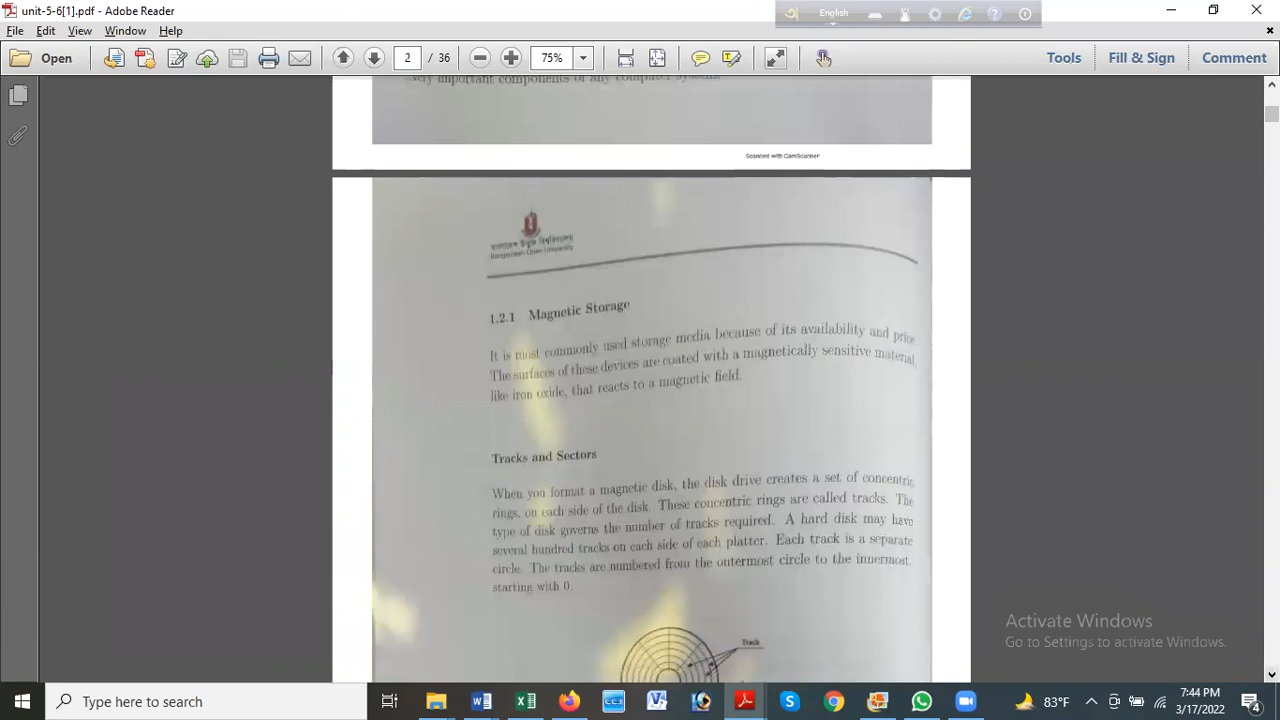 unit-5-6[1].pdf - Adobe Reader
English
File Edit View Window Help
Open
2 / 36
75%
Tools Fill & Sign Comment
very important components of any computer system.
Scanned with CamScanner
বাংলাদেশ উন্মুক্ত বিশ্ববিদ্যালয়
Bangladesh Open University
1.2.1 Magnetic Storage
It is most commonly used storage media because of its availability and price.
The surfaces of these devices are coated with a magnetically sensitive material,
like iron oxide, that reacts to a magnetic field.
Tracks and Sectors
When you format a magnetic disk, the disk drive creates a set of concentric
rings, on each side of the disk. These concentric rings are called tracks. The
type of disk governs the number of tracks required. A hard disk may have
several hundred tracks on each side of each platter. Each track is a separate
circle. The tracks are numbered from the outermost circle to the innermost,
starting with 0.
Track
Activate Windows
Go to Settings to activate Windows.
Type here to search
83°F
7:44 PM
3/17/2022
4